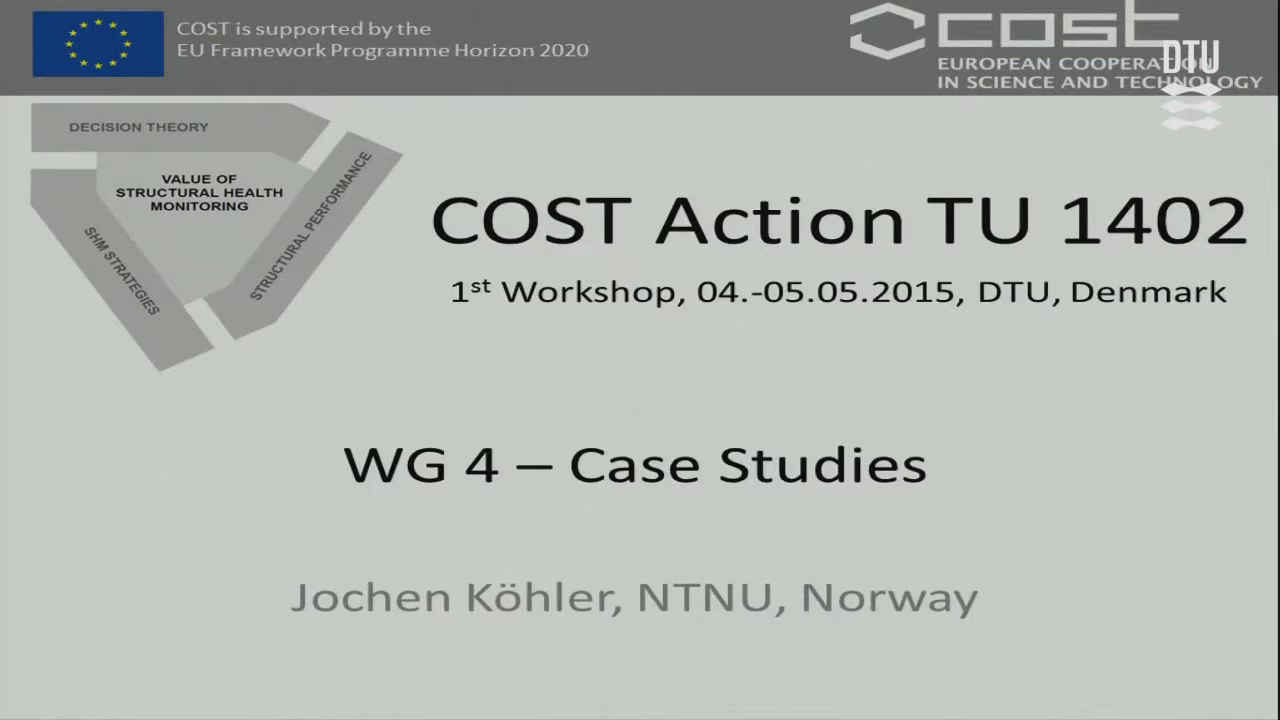 COST is supported by the
EU Framework Programme Horizon 2020
cost
EUROPEAN COOPERATION
IN SCIENCE AND TECHNOLOGY
DTU
DECISION THEORY
VALUE OF
STRUCTURAL HEALTH
MONITORING
SHM STRATEGIES
STRUCTURAL PERFORMANCE
COST Action TU 1402
1st Workshop, 04.-05.05.2015, DTU, Denmark
WG 4 – Case Studies
Jochen Köhler, NTNU, Norway